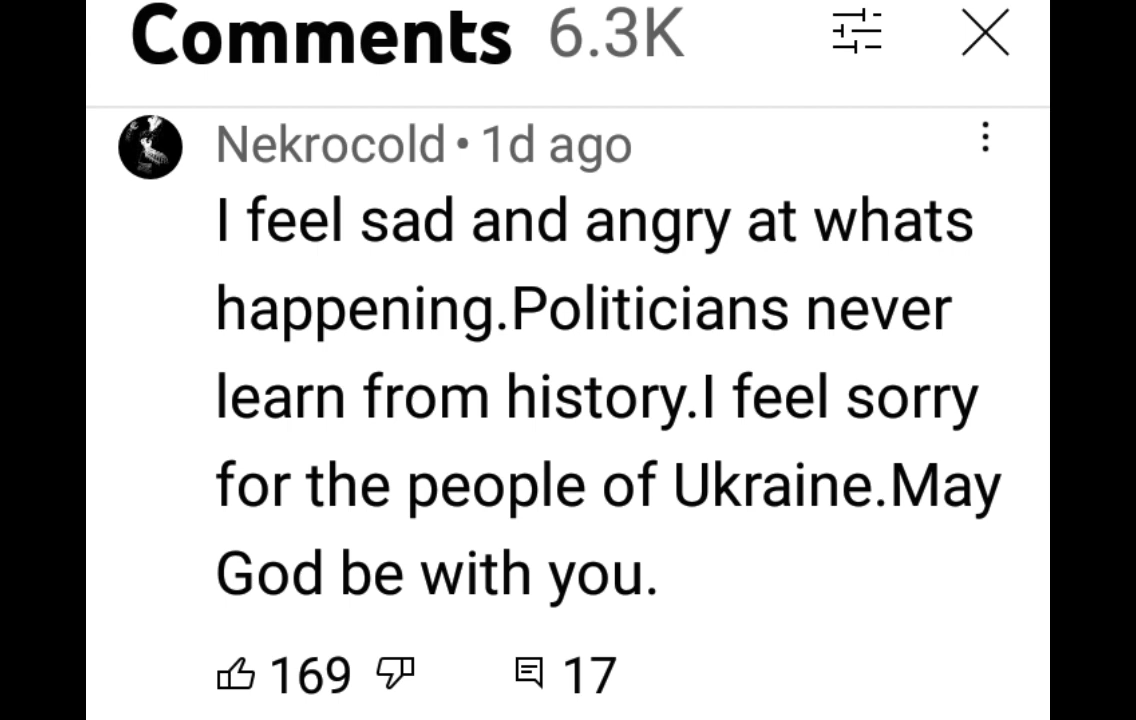 Comments 6.3K
Nekrocold • 1d ago
I feel sad and angry at whats
happening.Politicians never
learn from history.I feel sorry
for the people of Ukraine.May
God be with you.
169 17